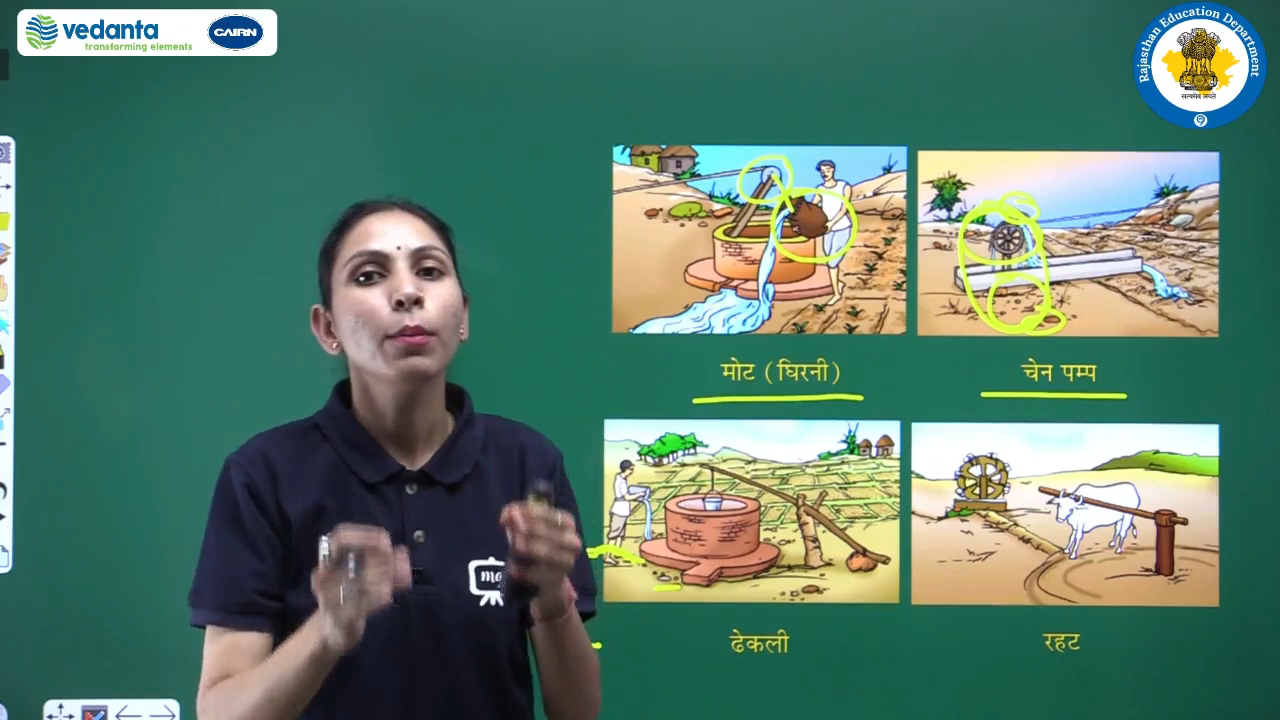 vedanta
transforming elements
CAIRN
Rajasthan Education Department
सत्यमेव जयते
मोट (घिरनी)
चेन पम्प
ढेकली
रहट